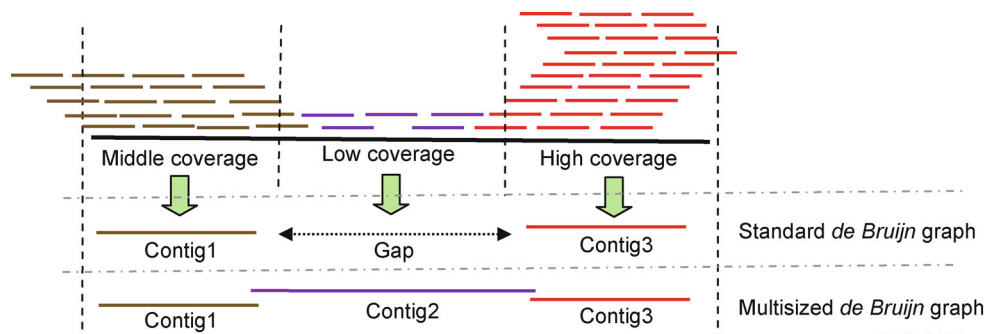 Middle coverage
Low coverage
High coverage
Contig1
Gap
Contig3
Standard de Bruijn graph
Contig1
Contig2
Contig3
Multisized de Bruijn graph